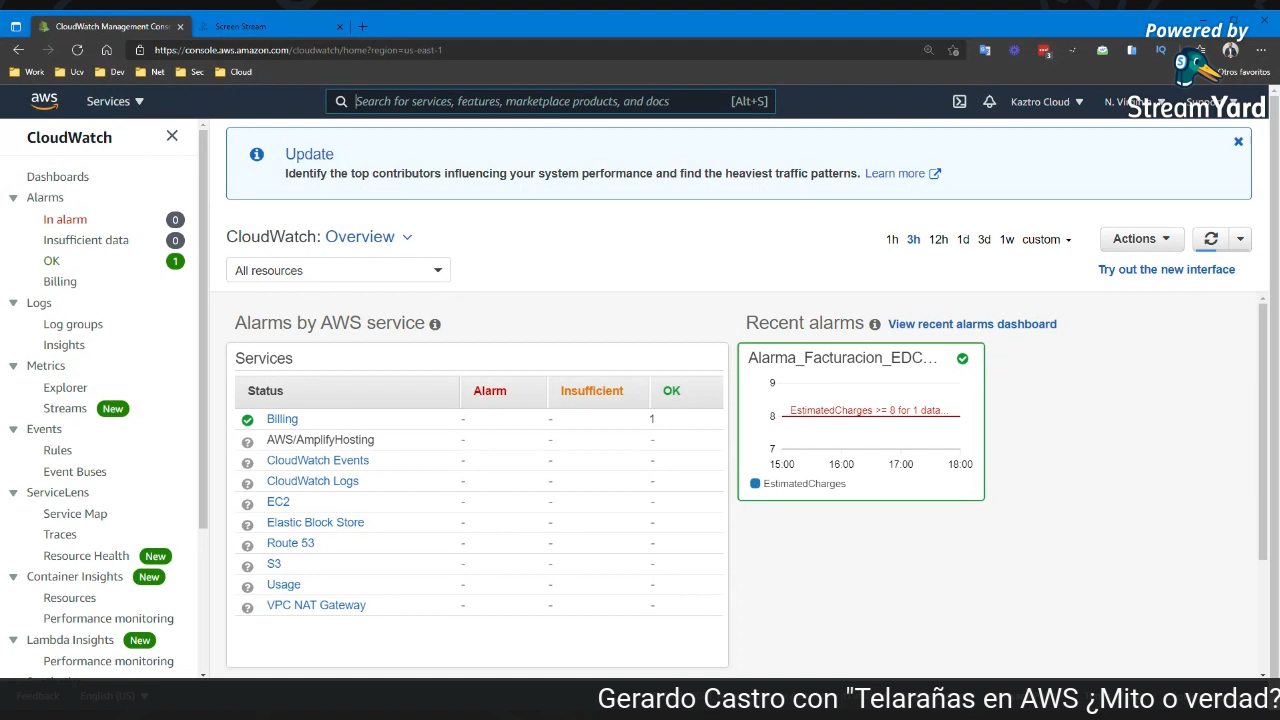 CloudWatch Management Cons
Screen Stream
https://console.aws.amazon.com/cloudwatch/home?region=us-east-1
Work Ucv Dev Net Sec Cloud
Otros favoritos
Powered by
StreamYard
aws
Services
Search for services, features, marketplace products, and docs [Alt+S]
Kaztro Cloud
CloudWatch
Dashboards
Alarms
In alarm 0
Insufficient data 0
OK 1
Billing
Logs
Log groups
Insights
Metrics
Explorer
Streams New
Events
Rules
Event Buses
ServiceLens
Service Map
Traces
Resource Health New
Container Insights New
Resources
Performance monitoring
Lambda Insights New
Performance monitoring
Update
Identify the top contributors influencing your system performance and find the heaviest traffic patterns. Learn more
CloudWatch: Overview
1h 3h 12h 1d 3d 1w custom
Actions
All resources
Try out the new interface
Alarms by AWS service
Services
Status Alarm Insufficient OK
Billing - - 1
AWS/AmplifyHosting - - -
CloudWatch Events - - -
CloudWatch Logs - - -
EC2 - - -
Elastic Block Store - - -
Route 53 - - -
S3 - - -
Usage - - -
VPC NAT Gateway - - -
Recent alarms View recent alarms dashboard
Alarma_Facturacion_EDC...
9
EstimatedCharges >= 8 for 1 data...
8
7
15:00 16:00 17:00 18:00
EstimatedCharges
Feedback English (US)
Gerardo Castro con "Telarañas en AWS ¿Mito o verdad?